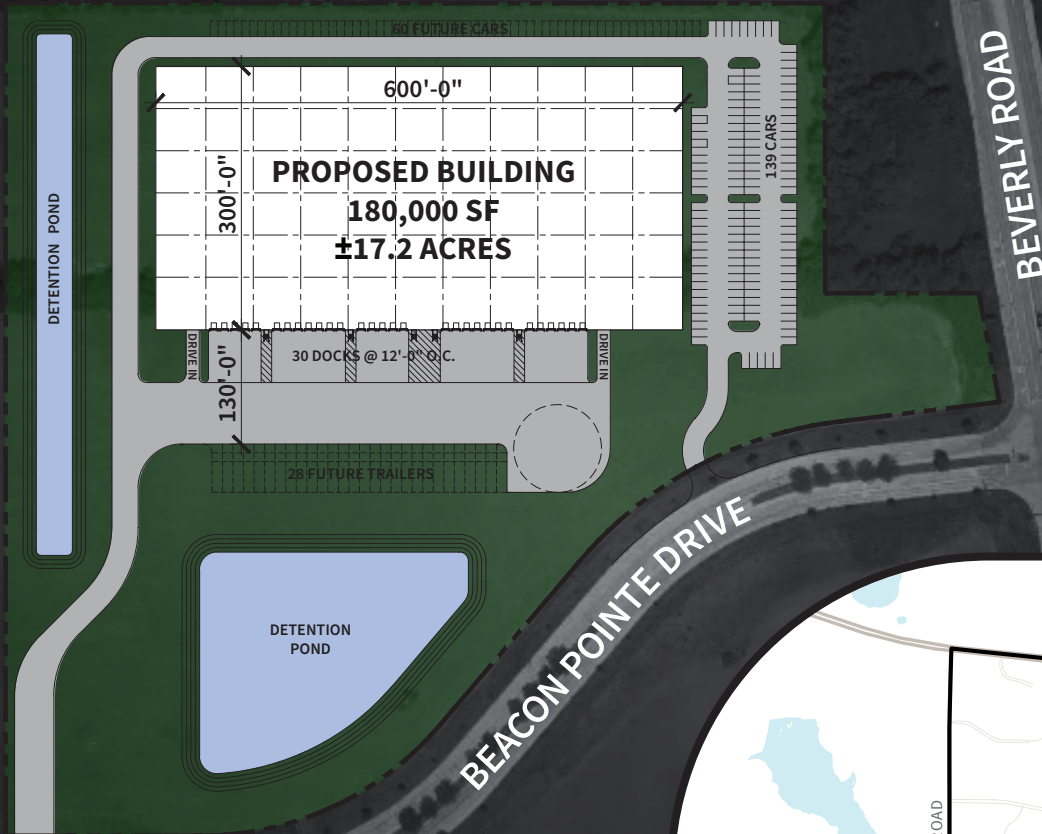 60 FUTURE CARS
600'-0"
BEVERLY ROAD
139 CARS
300'-0"
PROPOSED BUILDING
180,000 SF
±17.2 ACRES
DETENTION POND
DRIVE IN
130'-0"
30 DOCKS @ 12'-0" O.C.
DRIVE IN
28 FUTURE TRAILERS
BEACON POINTE DRIVE
DETENTION
POND